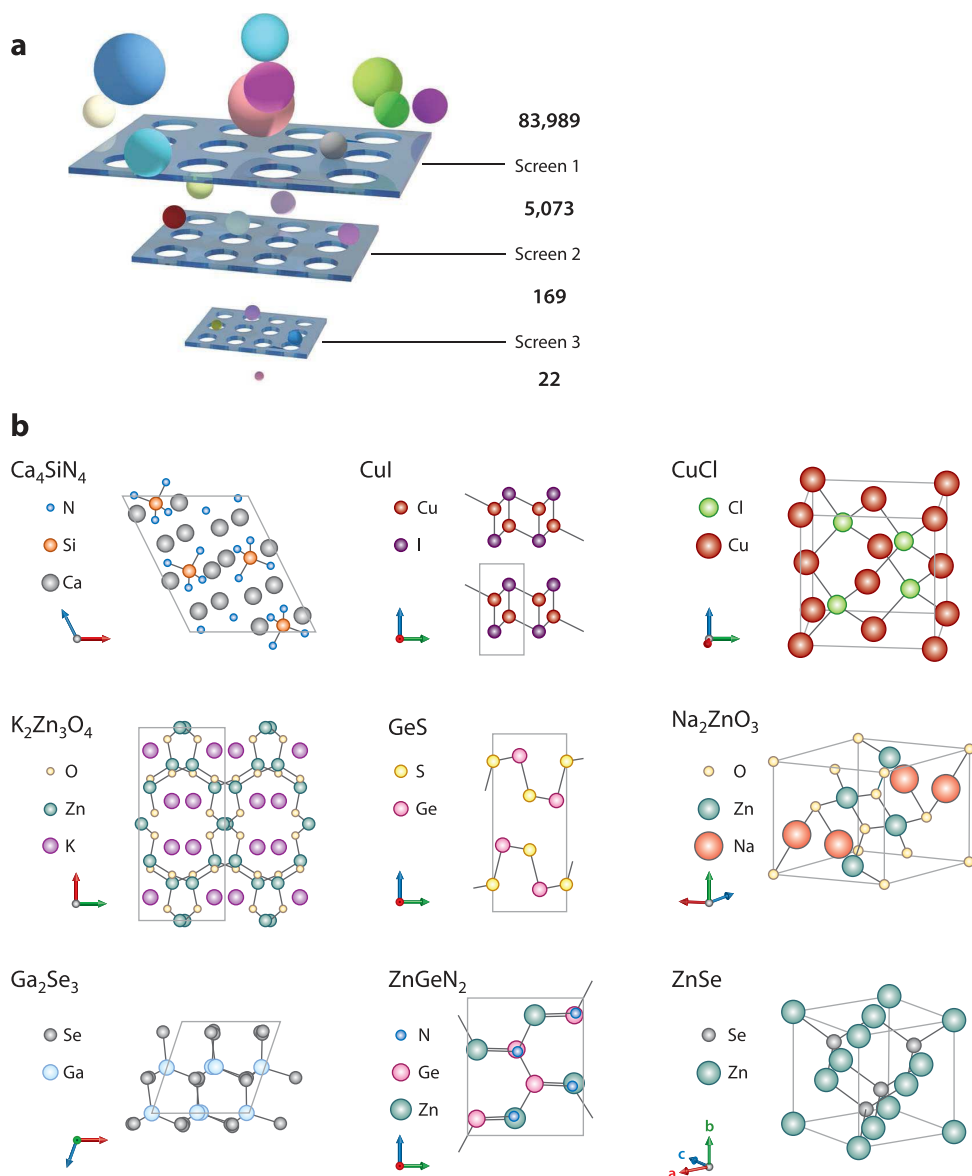 a
83,989
Screen 1
5,073
Screen 2
169
Screen 3
22
b
Ca₄SiN₄
N
Si
Ca
CuI
Cu
I
CuCl
Cl
Cu
K₂Zn₃O₄
O
Zn
K
GeS
S
Ge
Na₂ZnO₃
O
Zn
Na
Ga₂Se₃
Se
Ga
ZnGeN₂
N
Ge
Zn
ZnSe
Se
Zn
b
c
a